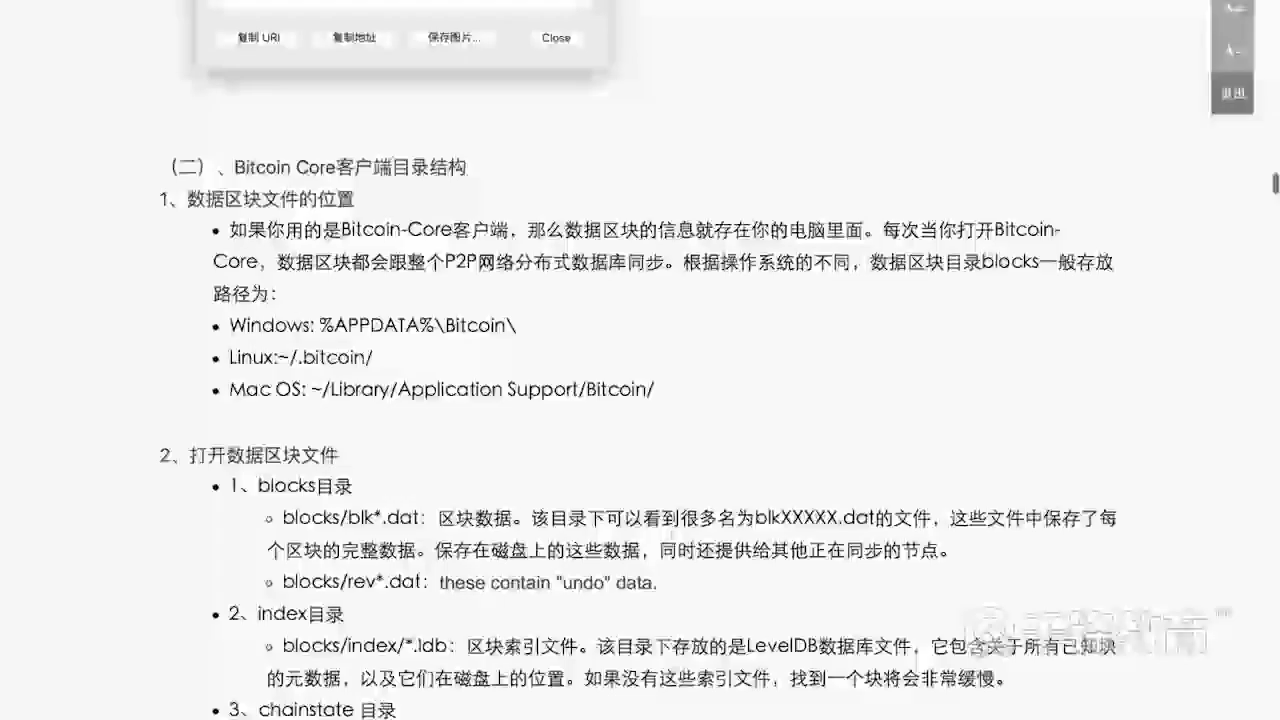 复制 URI 复制地址 保存图片... Close
A-
退出
（二）、Bitcoin Core客户端目录结构
1、数据区块文件的位置
• 如果你用的是Bitcoin-Core客户端，那么数据区块的信息就存在你的电脑里面。每次当你打开Bitcoin-
Core，数据区块都会跟整个P2P网络分布式数据库同步。根据操作系统的不同，数据区块目录blocks一般存放
路径为：
• Windows: %APPDATA%\Bitcoin\
• Linux:~/.bitcoin/
• Mac OS: ~/Library/Application Support/Bitcoin/
2、打开数据区块文件
• 1、blocks目录
◦ blocks/blk*.dat：区块数据。该目录下可以看到很多名为blkXXXXX.dat的文件，这些文件中保存了每
个区块的完整数据。保存在磁盘上的这些数据，同时还提供给其他正在同步的节点。
◦ blocks/rev*.dat：these contain "undo" data.
• 2、index目录
◦ blocks/index/*.ldb：区块索引文件。该目录下存放的是LevelDB数据库文件，它包含关于所有已知块
的元数据，以及它们在磁盘上的位置。如果没有这些索引文件，找到一个块将会非常缓慢。
• 3、chainstate 目录